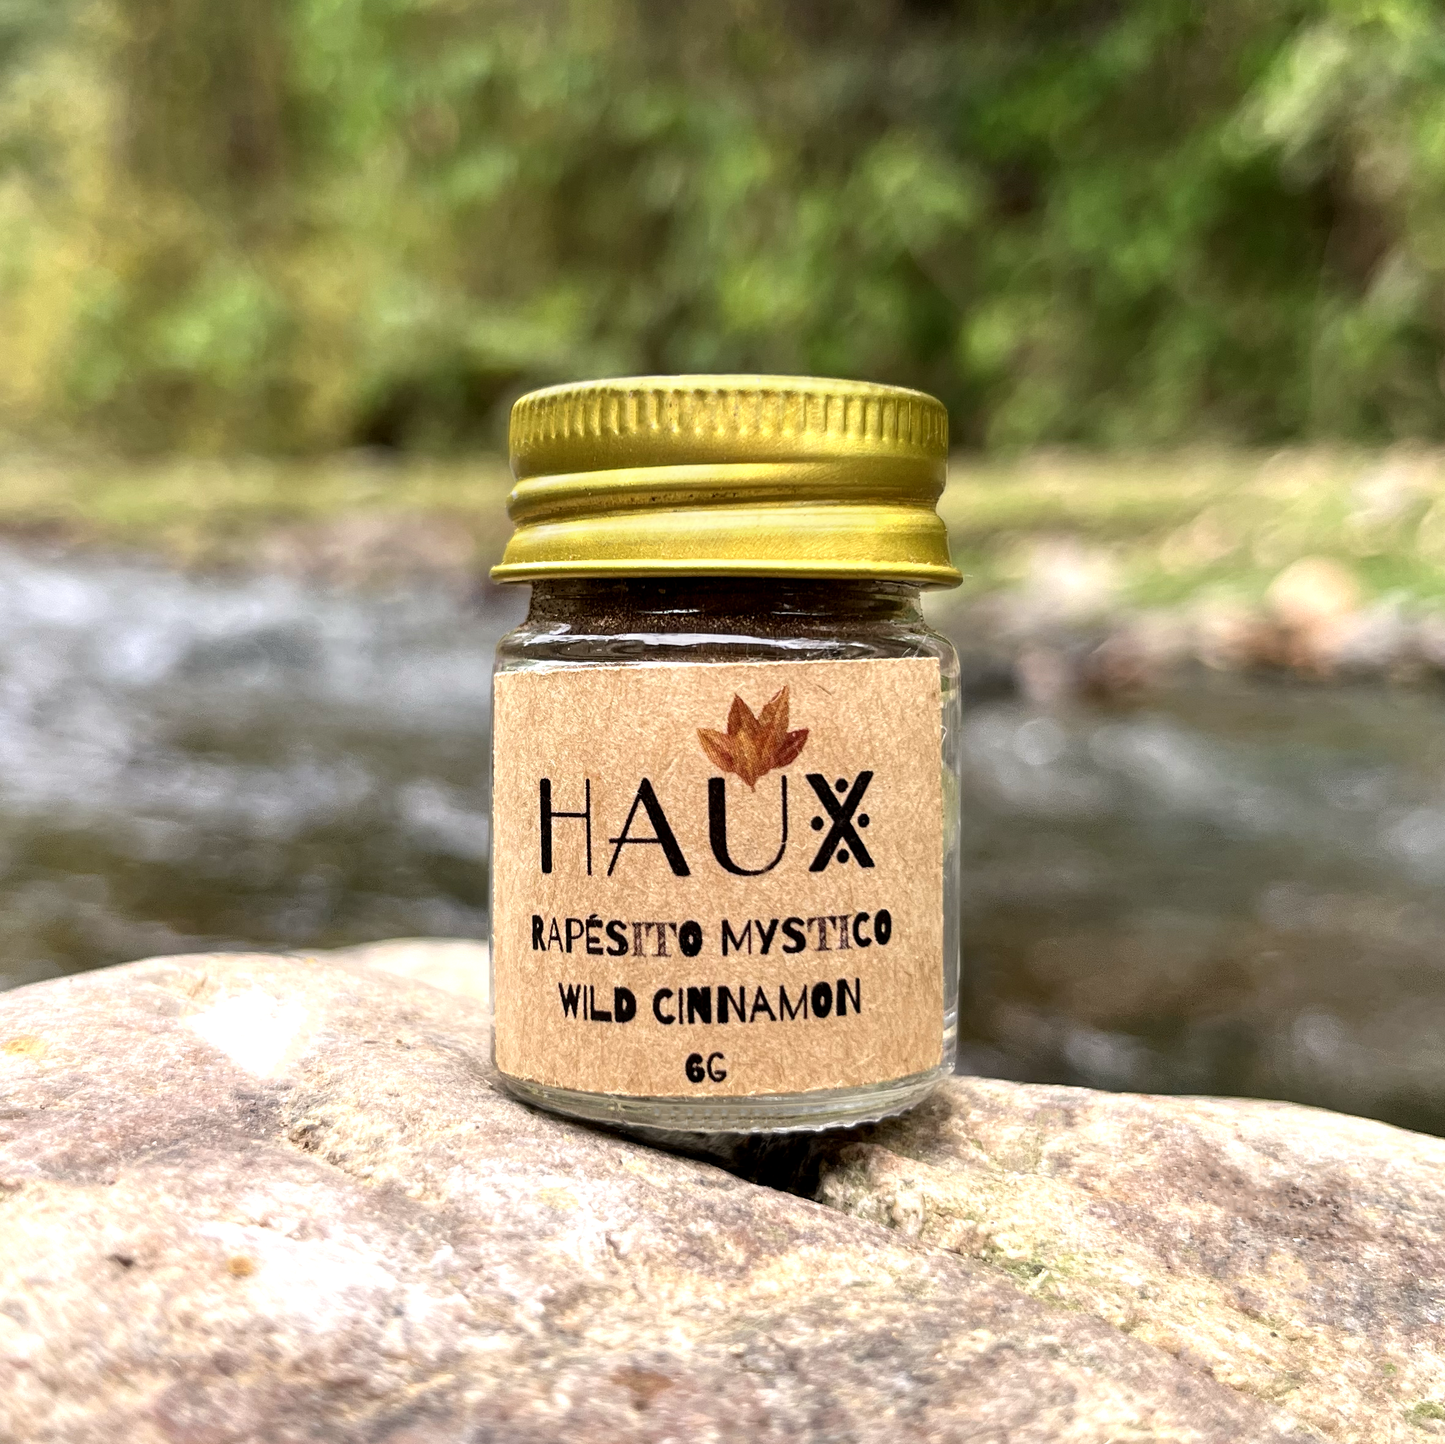 HAUX
RAPÉSITO MYSTICO
WILD CINNAMON
6G